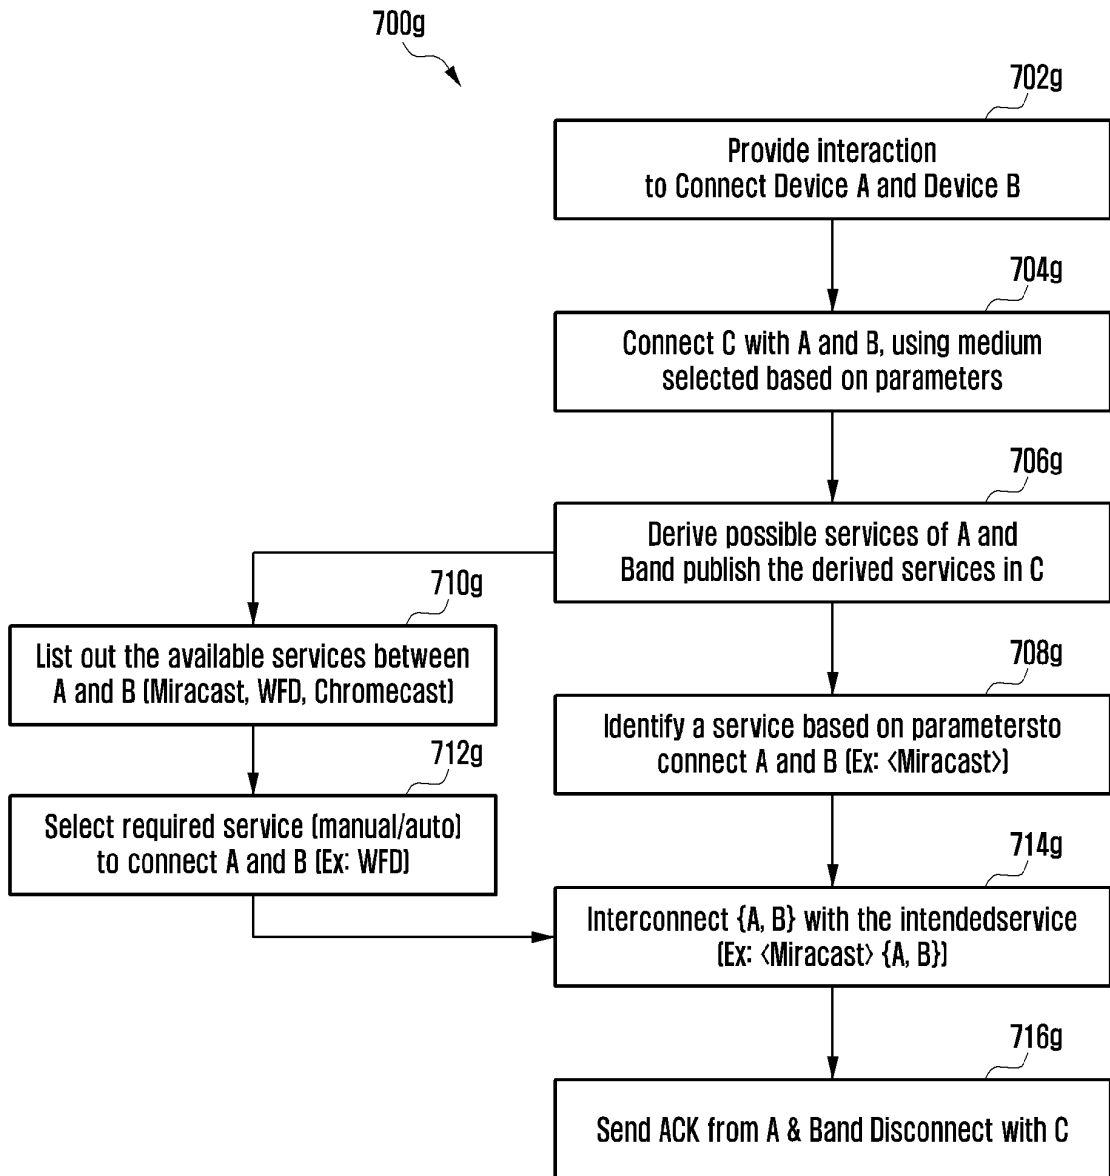 700g
702g
Provide interaction
to Connect Device A and Device B
704g
Connect C with A and B, using medium
selected based on parameters
706g
Derive possible services of A and
Band publish the derived services in C
710g
List out the available services between
A and B (Miracast, WFD, Chromecast)
708g
Identify a service based on parametersto
connect A and B (Ex: <Miracast>)
712g
Select required service (manual/auto)
to connect A and B (Ex: WFD)
714g
Interconnect {A, B} with the intendedservice
(Ex: <Miracast> {A, B})
716g
Send ACK from A & Band Disconnect with C